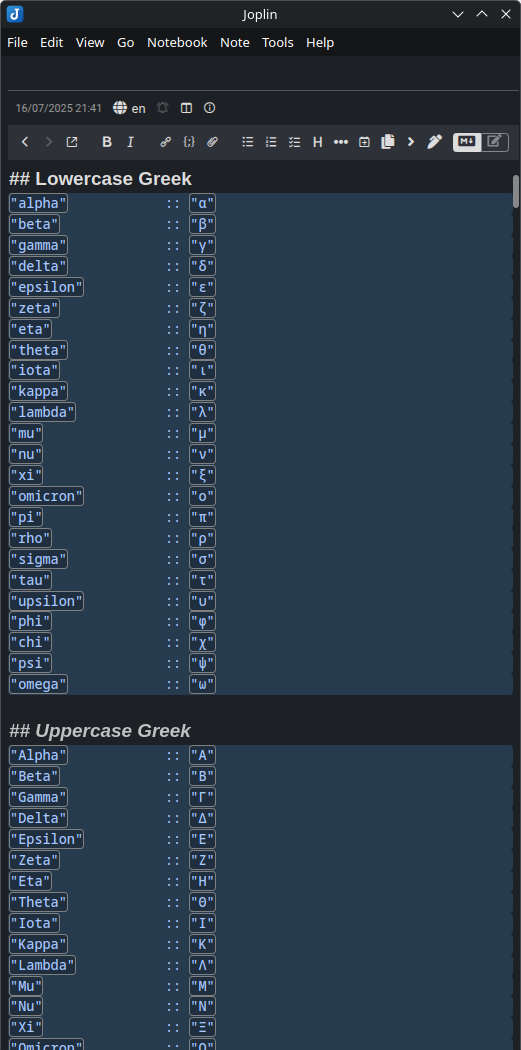 Joplin
File Edit View Go Notebook Note Tools Help
16/07/2025 21:41 en
B I H M↓
## Lowercase Greek
"alpha" :: "α"
"beta" :: "β"
"gamma" :: "γ"
"delta" :: "δ"
"epsilon" :: "ε"
"zeta" :: "ζ"
"eta" :: "η"
"theta" :: "θ"
"iota" :: "ι"
"kappa" :: "κ"
"lambda" :: "λ"
"mu" :: "μ"
"nu" :: "ν"
"xi" :: "ξ"
"omicron" :: "ο"
"pi" :: "π"
"rho" :: "ρ"
"sigma" :: "σ"
"tau" :: "τ"
"upsilon" :: "υ"
"phi" :: "φ"
"chi" :: "χ"
"psi" :: "ψ"
"omega" :: "ω"
## Uppercase Greek
"Alpha" :: "Α"
"Beta" :: "Β"
"Gamma" :: "Γ"
"Delta" :: "Δ"
"Epsilon" :: "Ε"
"Zeta" :: "Ζ"
"Eta" :: "Η"
"Theta" :: "Θ"
"Iota" :: "Ι"
"Kappa" :: "Κ"
"Lambda" :: "Λ"
"Mu" :: "Μ"
"Nu" :: "Ν"
"Xi" :: "Ξ"
"Omicron" :: "Ο"